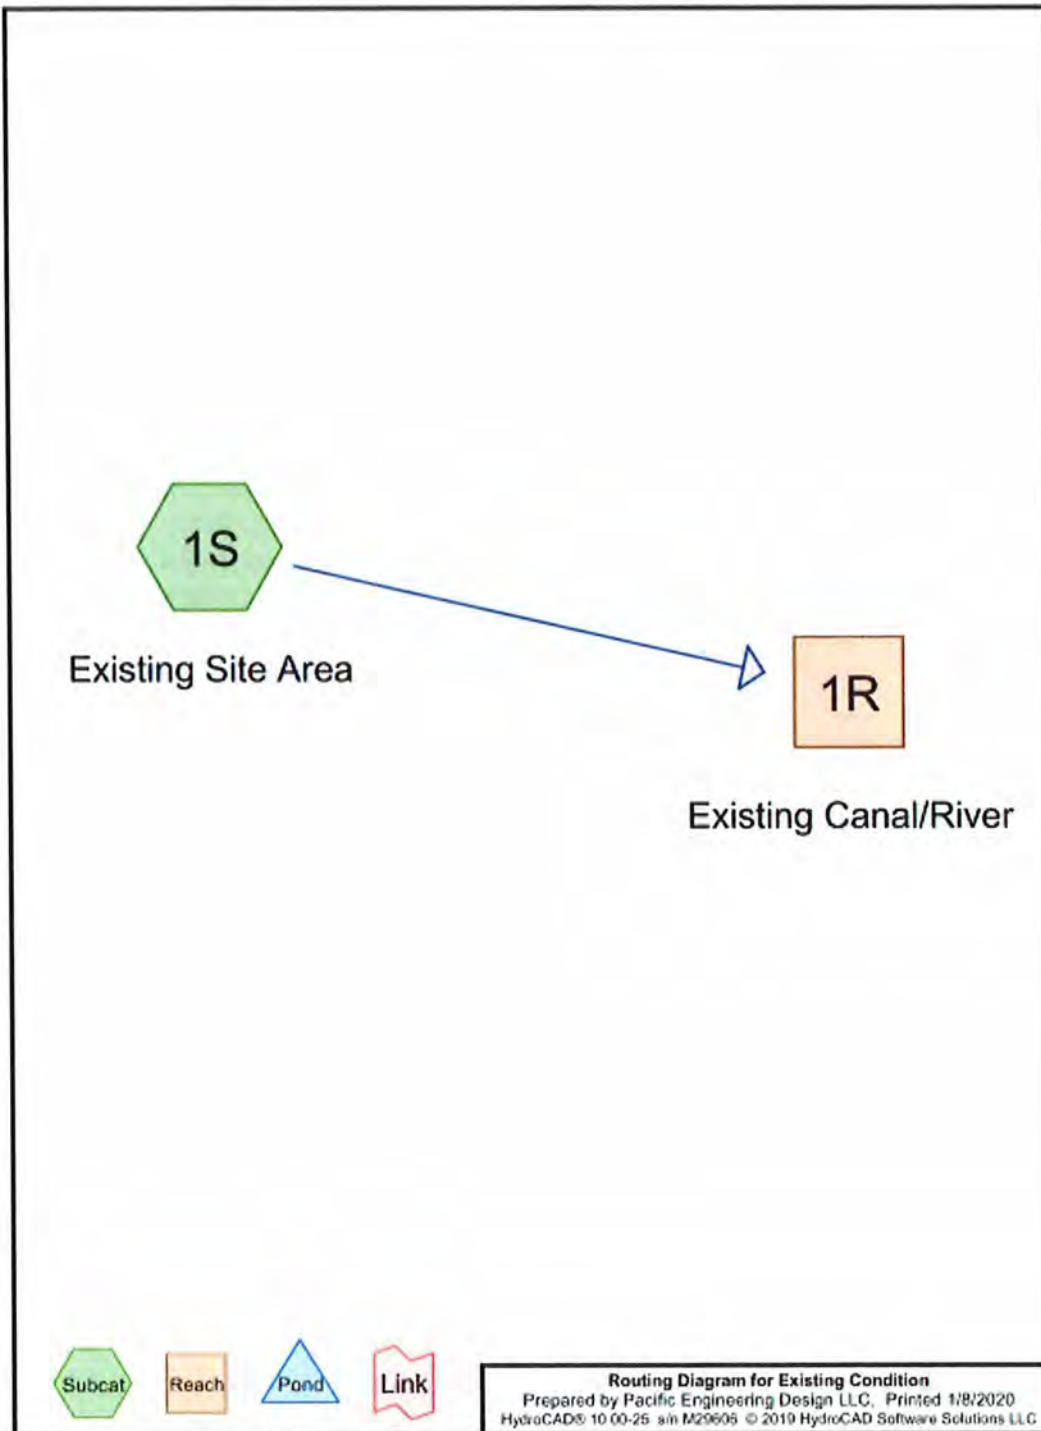 1S
Existing Site Area
1R
Existing Canal/River
Subcat
Reach
Pond
Link
Routing Diagram for Existing Condition
Prepared by Pacific Engineering Design LLC, Printed 1/8/2020
HydroCAD® 10.00-25 s/n M29606 © 2019 HydroCAD Software Solutions LLC